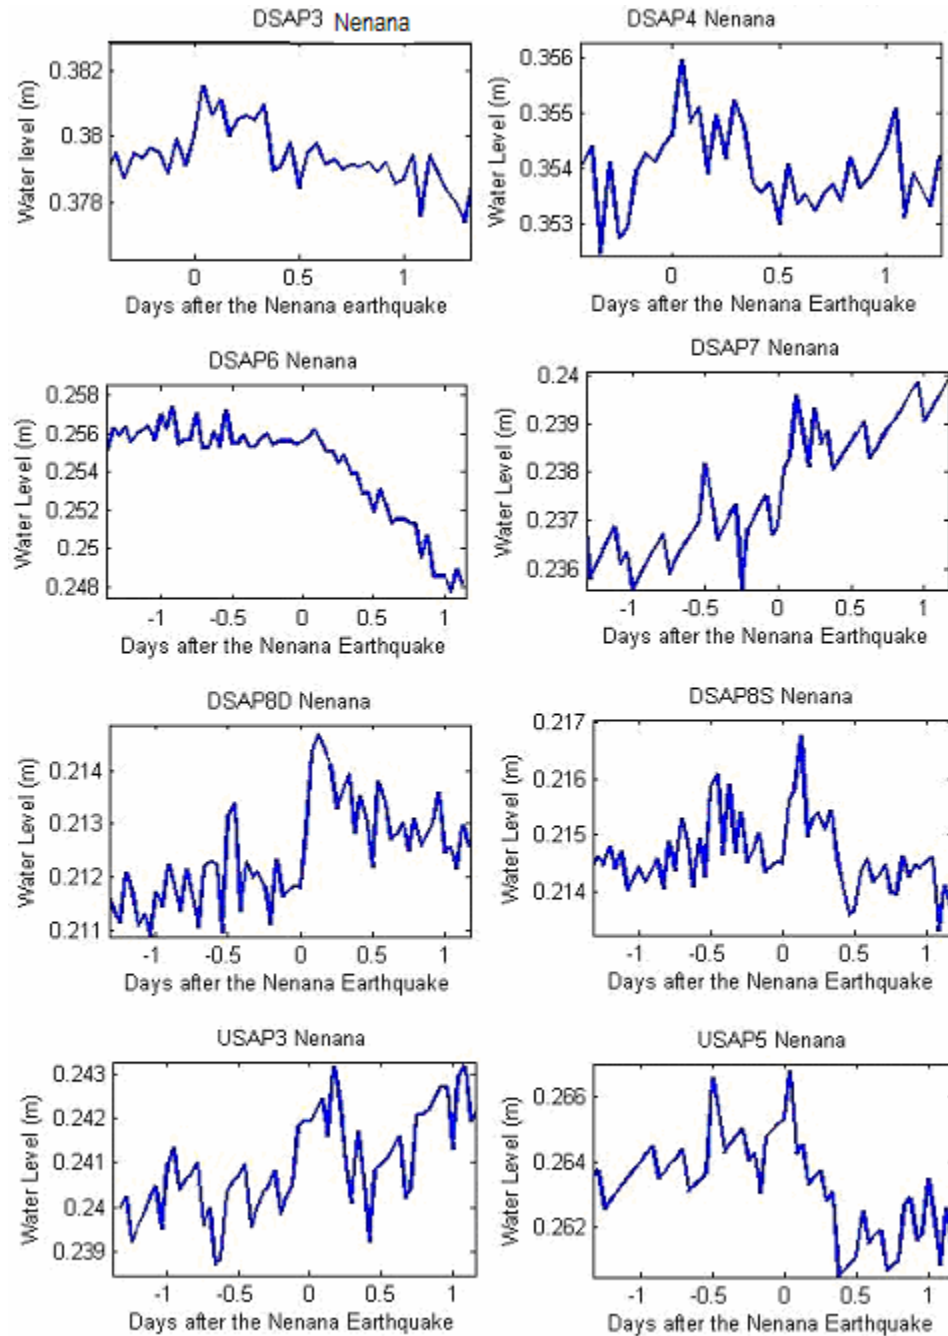 DSAP3 Nenana
Water level (m)
0.382
0.38
0.378
0 0.5 1
Days after the Nenana earthquake
DSAP4 Nenana
Water Level (m)
0.356
0.355
0.354
0.353
0 0.5 1
Days after the Nenana Earthquake
DSAP6 Nenana
Water Level (m)
0.258
0.256
0.254
0.252
0.25
0.248
-1 -0.5 0 0.5 1
Days after the Nenana Earthquake
DSAP7 Nenana
Water Level (m)
0.24
0.239
0.238
0.237
0.236
-1 -0.5 0 0.5 1
Days after the Nenana Earthquake
DSAP8D Nenana
Water Level (m)
0.214
0.213
0.212
0.211
-1 -0.5 0 0.5 1
Days after the Nenana Earthquake
DSAP8S Nenana
Water Level (m)
0.217
0.216
0.215
0.214
-1 -0.5 0 0.5 1
Days after the Nenana Earthquake
USAP3 Nenana
Water Level (m)
0.243
0.242
0.241
0.24
0.239
-1 -0.5 0 0.5 1
Days after the Nenana Earthquake
USAP5 Nenana
Water Level (m)
0.266
0.264
0.262
-1 -0.5 0 0.5 1
Days after the Nenana Earthquake